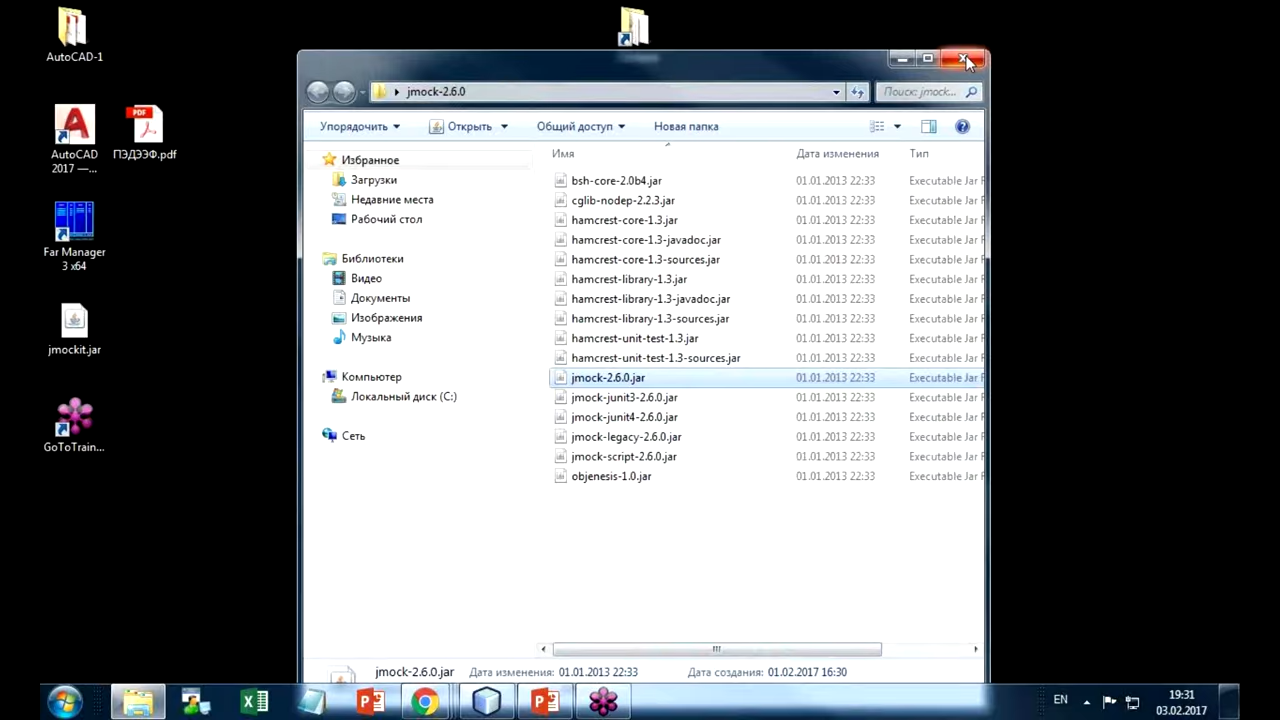 AutoCAD-1
AutoCAD
2017 —...
PDF
ПЭДЭЭФ.pdf
Far Manager
3 x64
jmockit.jar
GoToTrain...
jmock-2.6.0
Поиск: jmock...
Упорядочить
Открыть
Общий доступ
Новая папка
Избранное
Загрузки
Недавние места
Рабочий стол
Библиотеки
Видео
Документы
Изображения
Музыка
Компьютер
Локальный диск (C:)
Сеть
Имя Дата изменения Тип
bsh-core-2.0b4.jar 01.01.2013 22:33 Executable Jar F
cglib-nodep-2.2.3.jar 01.01.2013 22:33 Executable Jar F
hamcrest-core-1.3.jar 01.01.2013 22:33 Executable Jar F
hamcrest-core-1.3-javadoc.jar 01.01.2013 22:33 Executable Jar F
hamcrest-core-1.3-sources.jar 01.01.2013 22:33 Executable Jar F
hamcrest-library-1.3.jar 01.01.2013 22:33 Executable Jar F
hamcrest-library-1.3-javadoc.jar 01.01.2013 22:33 Executable Jar F
hamcrest-library-1.3-sources.jar 01.01.2013 22:33 Executable Jar F
hamcrest-unit-test-1.3.jar 01.01.2013 22:33 Executable Jar F
hamcrest-unit-test-1.3-sources.jar 01.01.2013 22:33 Executable Jar F
jmock-2.6.0.jar 01.01.2013 22:33 Executable Jar F
jmock-junit3-2.6.0.jar 01.01.2013 22:33 Executable Jar F
jmock-junit4-2.6.0.jar 01.01.2013 22:33 Executable Jar F
jmock-legacy-2.6.0.jar 01.01.2013 22:33 Executable Jar F
jmock-script-2.6.0.jar 01.01.2013 22:33 Executable Jar F
objenesis-1.0.jar 01.01.2013 22:33 Executable Jar F
jmock-2.6.0.jar Дата изменения: 01.01.2013 22:33 Дата создания: 01.02.2017 16:30
EN
19:31
03.02.2017